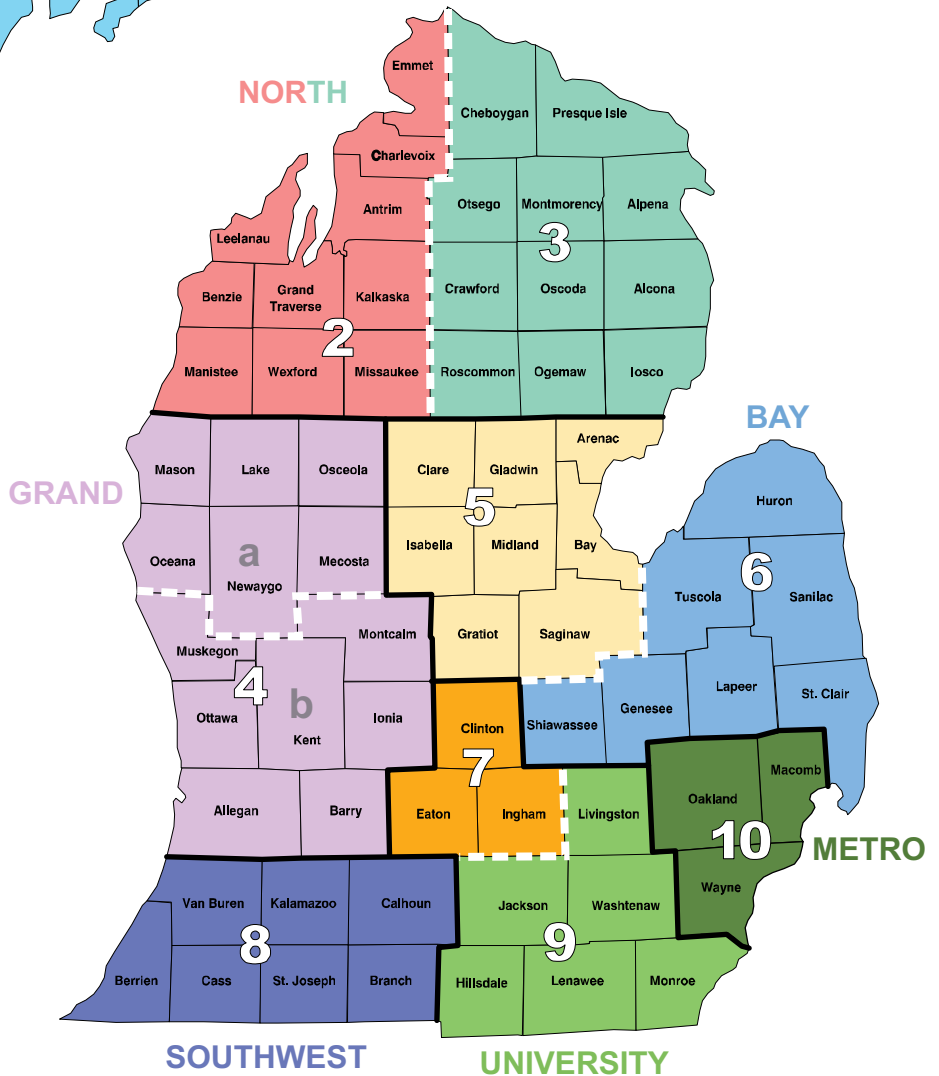 Emmet
NORTH
Cheboygan
Presque Isle
Charlevoix
Antrim
Otsego
Montmorency
Alpena
3
Leelanau
Benzie
Grand
Traverse
Kalkaska
Crawford
Oscoda
Alcona
2
Manistee
Wexford
Missaukee
Roscommon
Ogemaw
Iosco
BAY
Arenac
Mason
Lake
Osceola
Clare
Gladwin
GRAND
Huron
5
Oceana
a
Newaygo
Mecosta
Isabella
Midland
Bay
6
Tuscola
Sanilac
Muskegon
Montcalm
Gratiot
Saginaw
4
b
Ottawa
Kent
Ionia
Clinton
Shiawassee
Genesee
Lapeer
St. Clair
7
Macomb
Allegan
Barry
Eaton
Ingham
Livingston
Oakland
10
METRO
Wayne
Van Buren
Kalamazoo
Calhoun
Jackson
Washtenaw
8
9
Berrien
Cass
St. Joseph
Branch
Hillsdale
Lenawee
Monroe
SOUTHWEST
UNIVERSITY